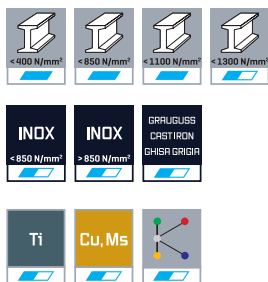 <400 N/mm²
<850 N/mm²
<1100 N/mm²
<1300 N/mm²
INOX
<850 N/mm²
INOX
>850 N/mm²
GRAUGUSS
CAST IRON
GHISA GRIGIA
Ti
Cu, Ms